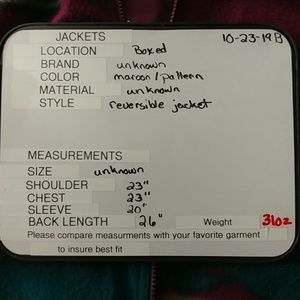 JACKETS 10-23-19B
LOCATION Boxed
BRAND unknown
COLOR maroon/pattern
MATERIAL unknown
STYLE reversible jacket
MEASUREMENTS
SIZE unknown
SHOULDER 23"
CHEST 23"
SLEEVE 20"
BACK LENGTH 26" Weight 31oz
Please compare measurments with your favorite garment
to insure best fit